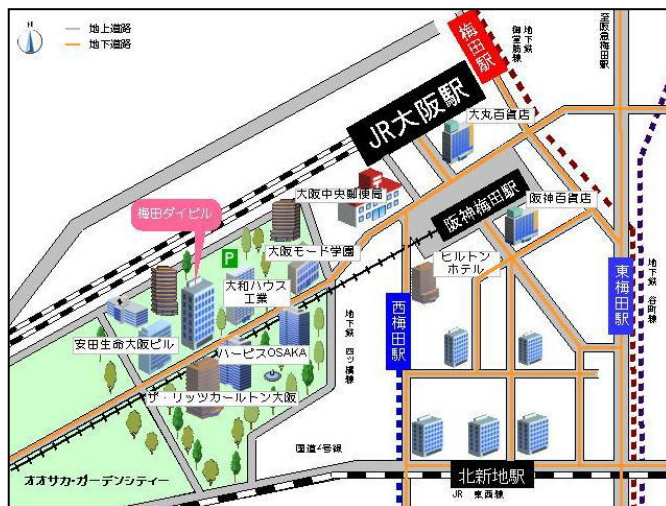 N
地上道路
地下道路
梅田駅
地下鉄
御堂筋線
至阪急梅田駅
JR大阪駅
大丸百貨店
大阪中央郵便局
阪神梅田駅
阪神百貨店
梅田ダイビル
P
大阪モード学園
ヒルトン
ホテル
大和ハウス
工業
西梅田駅
東梅田駅
地下鉄 谷町線
安田生命大阪ビル
ハービスOSAKA
地下鉄 四ツ橋線
ザ・リッツカールトン大阪
国道2号線
オオサカ・ガーデンシティー
北新地駅
JR 東西線